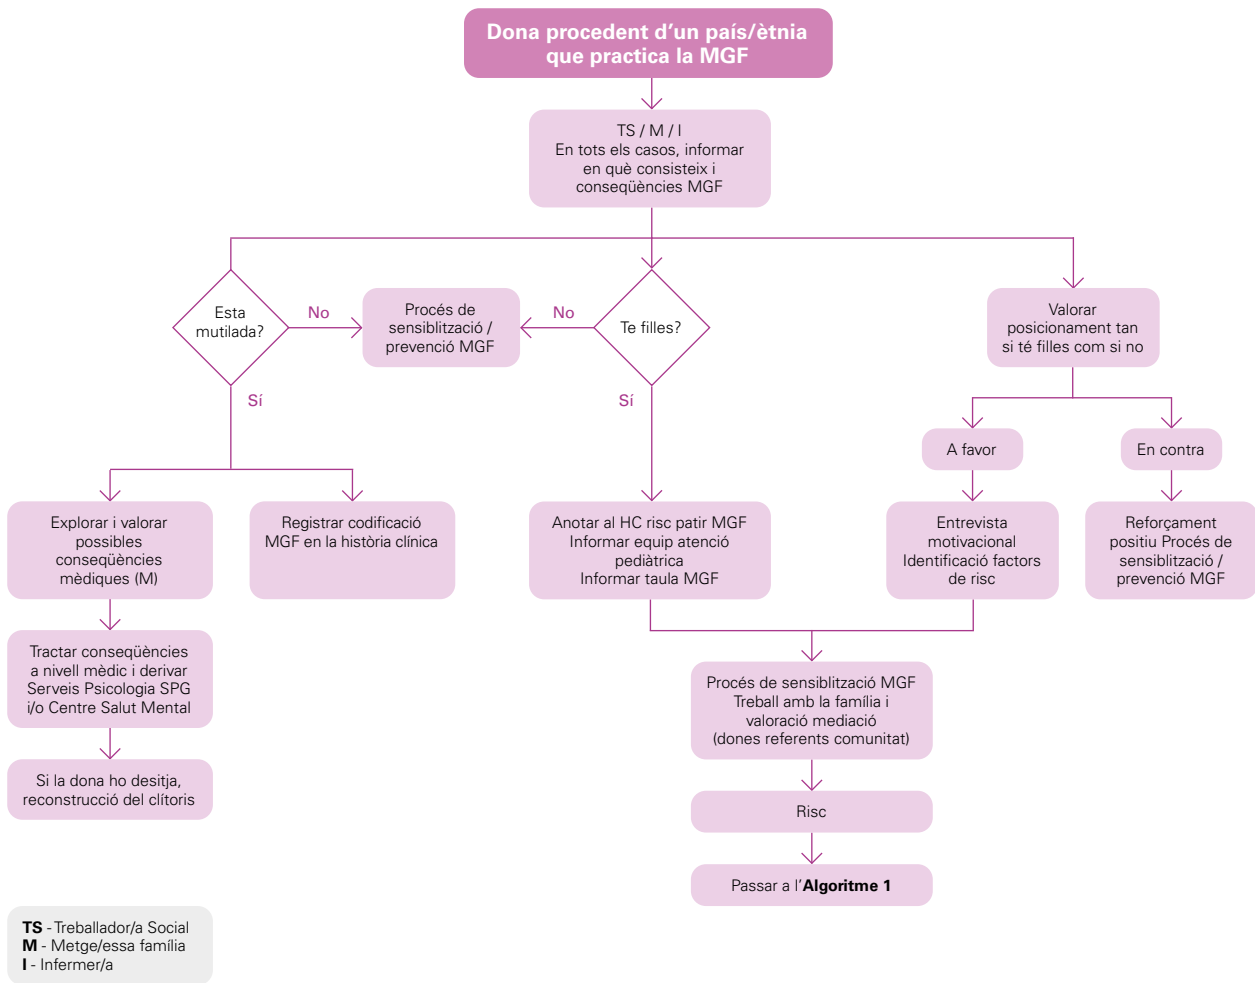 Dona procedent d’un país/ètnia
que practica la MGF
TS / M / I
En tots els casos, informar
en què consisteix i
conseqüències MGF
Esta
mutilada?
No
Procés de
sensiblització /
prevenció MGF
No
Te filles?
Valorar
posicionament tan
si té filles com si no
Sí
Sí
A favor
En contra
Explorar i valorar
possibles
conseqüències
mèdiques (M)
Registrar codificació
MGF en la història clínica
Anotar al HC risc patir MGF
Informar equip atenció
pediàtrica
Informar taula MGF
Entrevista
motivacional
Identificació factors
de risc
Reforçament
positiu Procés de
sensiblització /
prevenció MGF
Tractar conseqüències
a nivell mèdic i derivar
Serveis Psicologia SPG
i/o Centre Salut Mental
Procés de sensiblització MGF
Treball amb la família i
valoració mediació
(dones referents comunitat)
Si la dona ho desitja,
reconstrucció del clítoris
Risc
Passar a l’Algoritme 1
TS - Treballador/a Social
M - Metge/essa família
I - Infermer/a